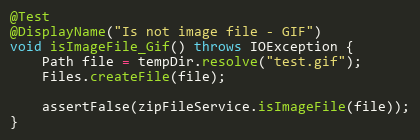 @Test
@DisplayName("Is not image file - GIF")
void isImageFile_Gif() throws IOException {
    Path file = tempDir.resolve("test.gif");
    Files.createFile(file);

    assertFalse(zipFileService.isImageFile(file));
}